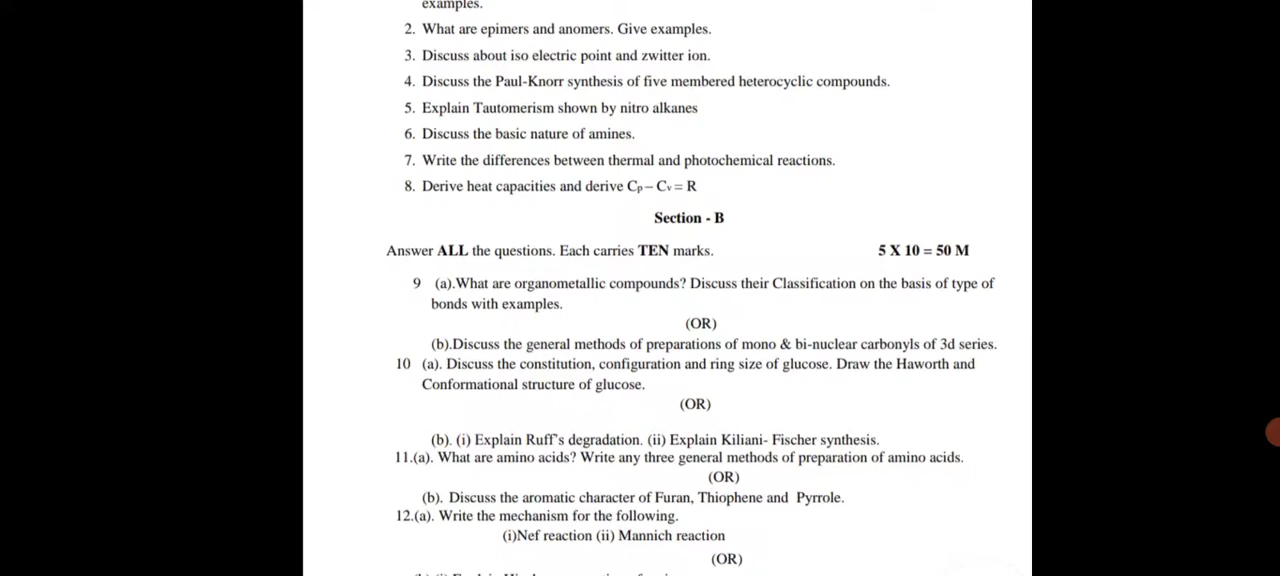 examples.
2. What are epimers and anomers. Give examples.
3. Discuss about iso electric point and zwitter ion.
4. Discuss the Paul-Knorr synthesis of five membered heterocyclic compounds.
5. Explain Tautomerism shown by nitro alkanes
6. Discuss the basic nature of amines.
7. Write the differences between thermal and photochemical reactions.
8. Derive heat capacities and derive Cp – Cv = R
Section - B
Answer ALL the questions. Each carries TEN marks. 5 X 10 = 50 M
9 (a).What are organometallic compounds? Discuss their Classification on the basis of type of
bonds with examples.
(OR)
(b).Discuss the general methods of preparations of mono & bi-nuclear carbonyls of 3d series.
10 (a). Discuss the constitution, configuration and ring size of glucose. Draw the Haworth and
Conformational structure of glucose.
(OR)
(b). (i) Explain Ruff's degradation. (ii) Explain Kiliani- Fischer synthesis.
11.(a). What are amino acids? Write any three general methods of preparation of amino acids.
(OR)
(b). Discuss the aromatic character of Furan, Thiophene and Pyrrole.
12.(a). Write the mechanism for the following.
(i)Nef reaction (ii) Mannich reaction
(OR)